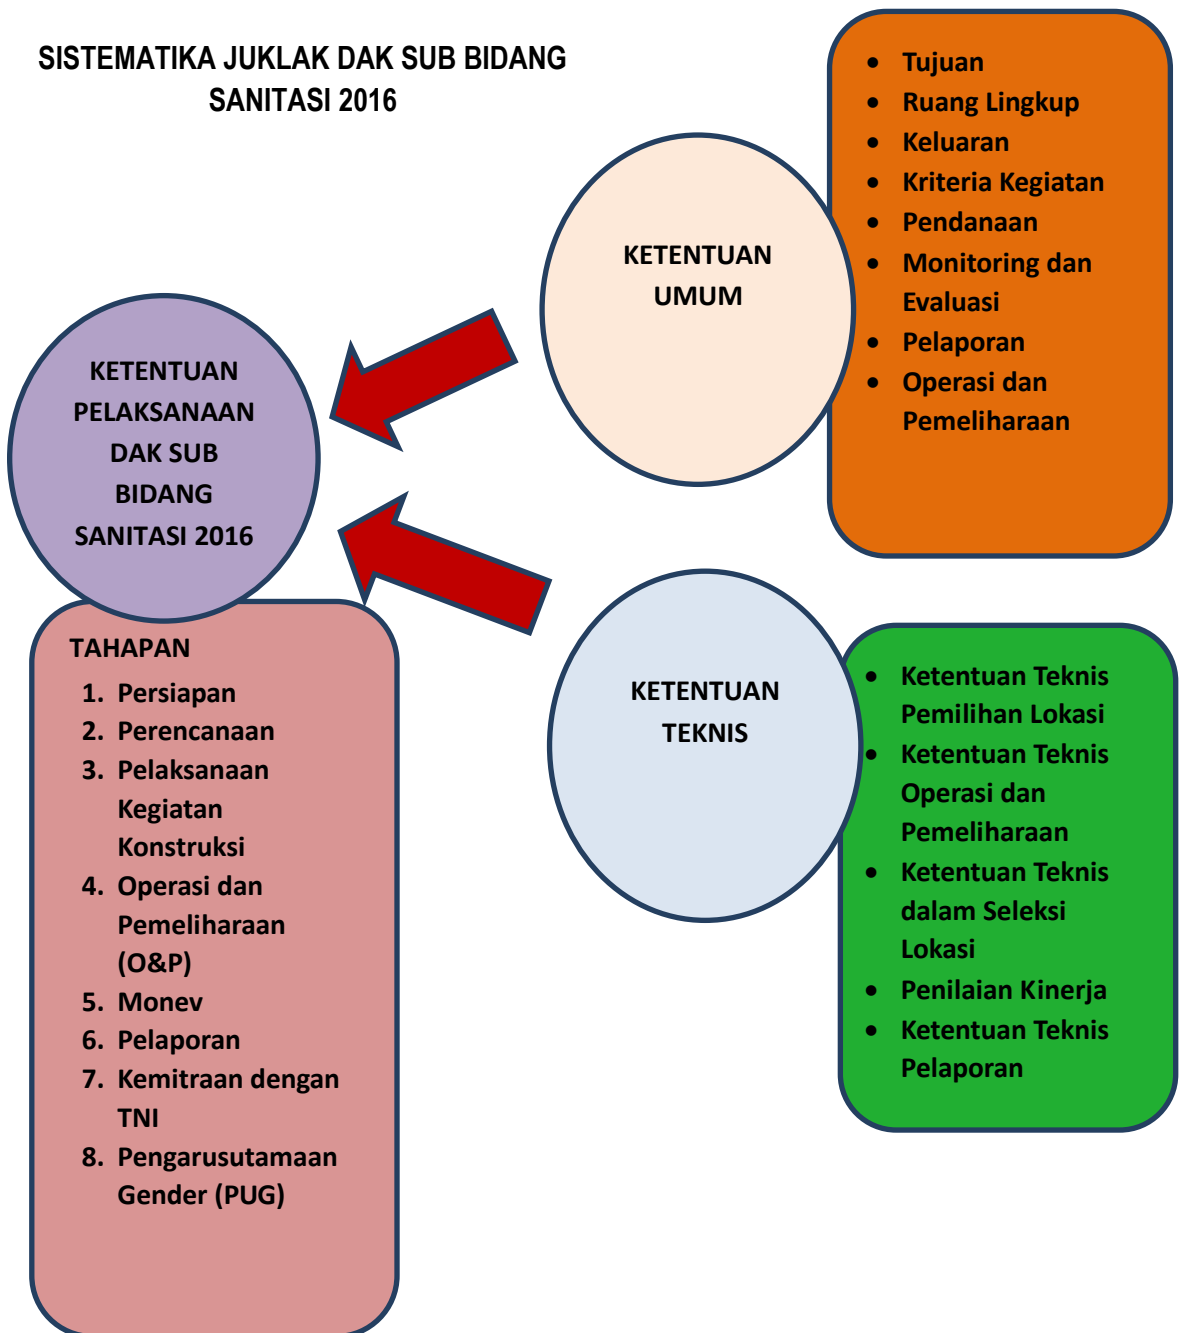 SISTEMATIKA JUKLAK DAK SUB BIDANG
SANITASI 2016
KETENTUAN
PELAKSANAAN
DAK SUB
BIDANG
SANITASI 2016
TAHAPAN
1. Persiapan
2. Perencanaan
3. Pelaksanaan
Kegiatan
Konstruksi
4. Operasi dan
Pemeliharaan
(O&P)
5. Monev
6. Pelaporan
7. Kemitraan dengan
TNI
8. Pengarusutamaan
Gender (PUG)
KETENTUAN
UMUM
• Tujuan
• Ruang Lingkup
• Keluaran
• Kriteria Kegiatan
• Pendanaan
• Monitoring dan
Evaluasi
• Pelaporan
• Operasi dan
Pemeliharaan
KETENTUAN
TEKNIS
• Ketentuan Teknis
Pemilihan Lokasi
• Ketentuan Teknis
Operasi dan
Pemeliharaan
• Ketentuan Teknis
dalam Seleksi
Lokasi
• Penilaian Kinerja
• Ketentuan Teknis
Pelaporan